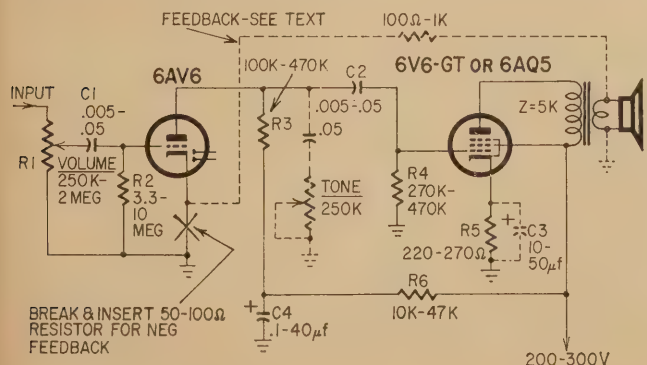 FEEDBACK-SEE TEXT
100Ω-1K
6AV6
100K-470K
C2
.005-.05
6V6-GT OR 6AQ5
INPUT
C1
.005-
.05
R1
VOLUME
250K-
2 MEG
R2
3.3-
10
MEG
R3
.05
TONE
250K
R4
270K-
470K
Z=5K
R5
220-270Ω
+
C3
10-
50μf
R6
10K-47K
+
C4
.1-40μf
BREAK & INSERT 50-100Ω
RESISTOR FOR NEG
FEEDBACK
200-300V